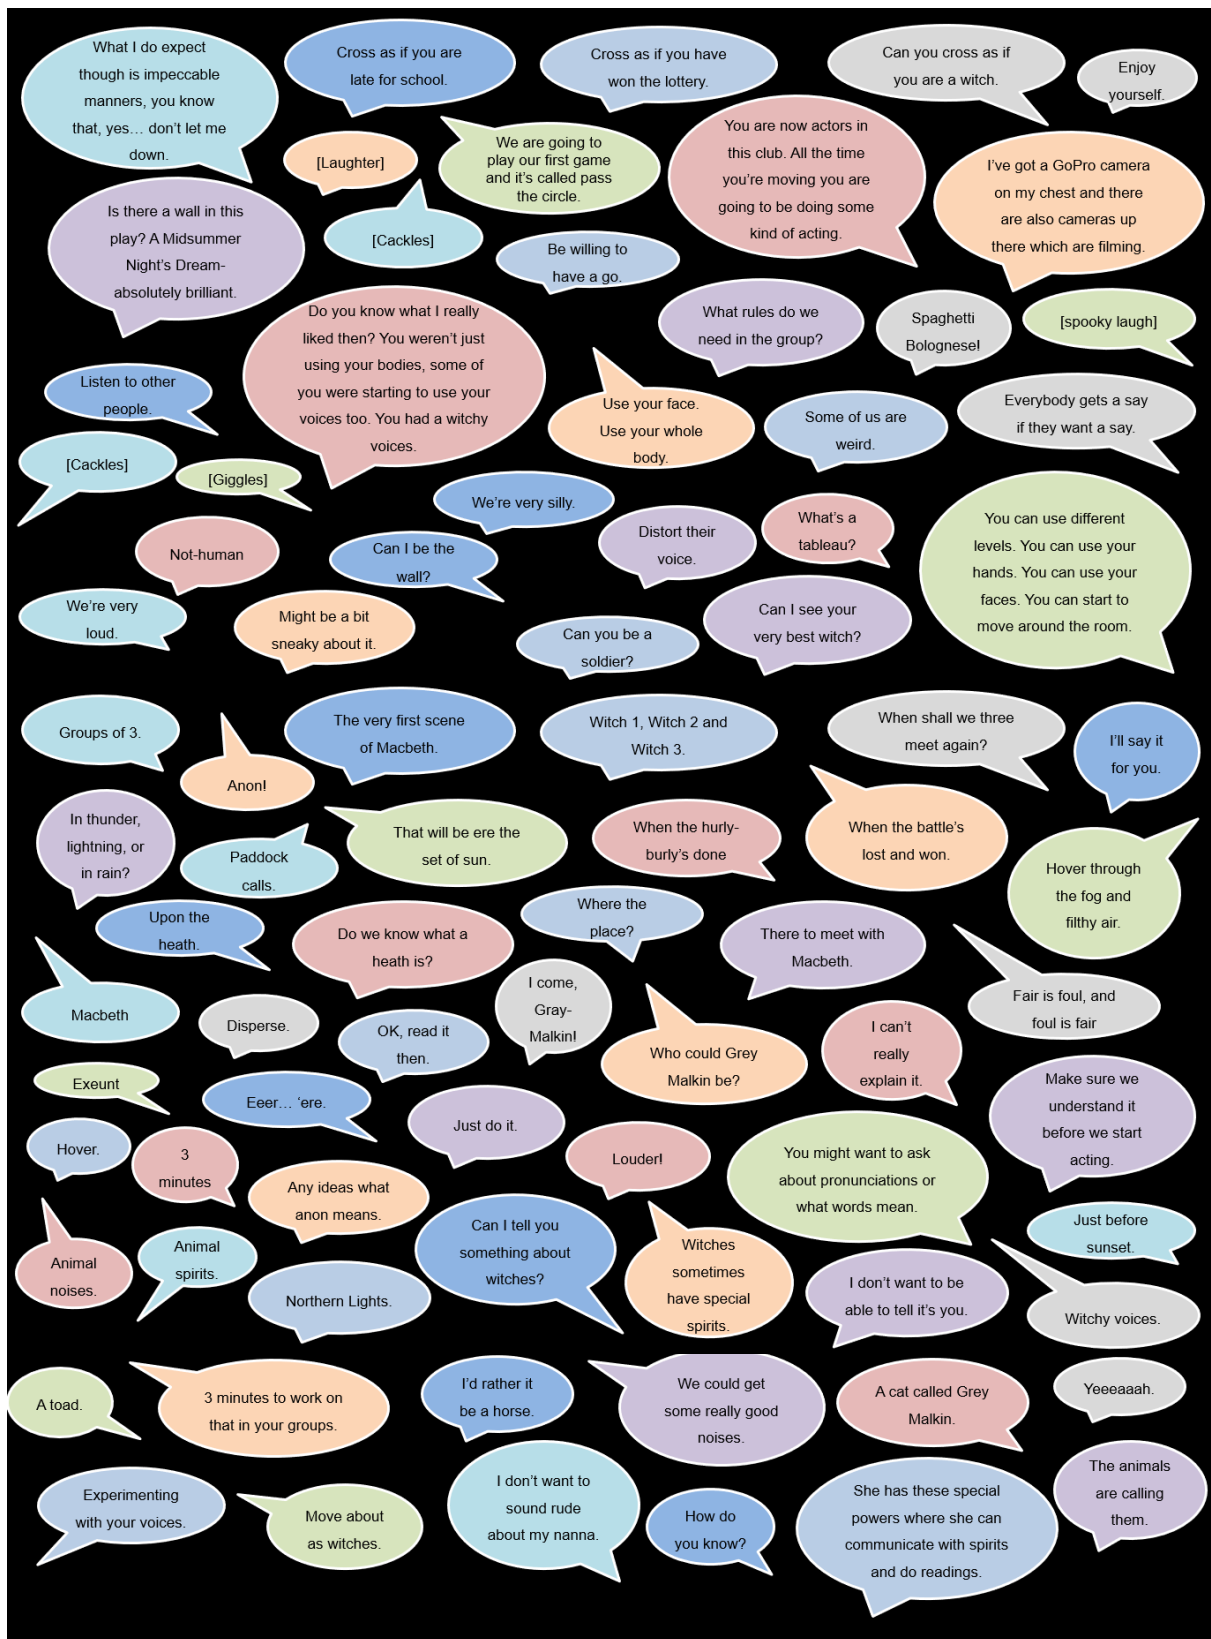 What I do expect
though is impeccable
manners, you know
that, yes… don’t let me
down.
Cross as if you are
late for school.
Cross as if you have
won the lottery.
Can you cross as if
you are a witch.
Enjoy
yourself.
[Laughter]
We are going to
play our first game
and it’s called pass
the circle.
You are now actors in
this club. All the time
you’re moving you are
going to be doing some
kind of acting.
I’ve got a GoPro camera
on my chest and there
are also cameras up
there which are filming.
Is there a wall in this
play? A Midsummer
Night’s Dream-
absolutely brilliant.
[Cackles]
Be willing to
have a go.
Do you know what I really
liked then? You weren’t just
using your bodies, some of
you were starting to use your
voices too. You had a witchy
voices.
What rules do we
need in the group?
Spaghetti
Bolognese!
[spooky laugh]
Listen to other
people.
Use your face.
Use your whole
body.
Some of us are
weird.
Everybody gets a say
if they want a say.
[Cackles]
[Giggles]
We’re very silly.
Distort their
voice.
What’s a
tableau?
You can use different
levels. You can use your
hands. You can use your
faces. You can start to
move around the room.
Not-human
Can I be the
wall?
We’re very
loud.
Might be a bit
sneaky about it.
Can you be a
soldier?
Can I see your
very best witch?
Groups of 3.
Anon!
The very first scene
of Macbeth.
Witch 1, Witch 2 and
Witch 3.
When shall we three
meet again?
I’ll say it
for you.
In thunder,
lightning, or
in rain?
Paddock
calls.
That will be ere the
set of sun.
When the hurly-
burly’s done
When the battle’s
lost and won.
Hover through
the fog and
filthy air.
Upon the
heath.
Do we know what a
heath is?
Where the
place?
There to meet with
Macbeth.
Macbeth
Disperse.
OK, read it
then.
I come,
Gray-
Malkin!
Who could Grey
Malkin be?
I can’t
really
explain it.
Fair is foul, and
foul is fair
Exeunt
Eeer… ‘ere.
Just do it.
Make sure we
understand it
before we start
acting.
Hover.
3
minutes
Any ideas what
anon means.
Louder!
You might want to ask
about pronunciations or
what words mean.
Can I tell you
something about
witches?
Just before
sunset.
Animal
noises.
Animal
spirits.
Northern Lights.
Witches
sometimes
have special
spirits.
I don’t want to be
able to tell it’s you.
Witchy voices.
A toad.
3 minutes to work on
that in your groups.
I’d rather it
be a horse.
We could get
some really good
noises.
A cat called Grey
Malkin.
Yeeeaaah.
Experimenting
with your voices.
Move about
as witches.
I don’t want to
sound rude
about my nanna.
How do
you know?
She has these special
powers where she can
communicate with spirits
and do readings.
The animals
are calling
them.